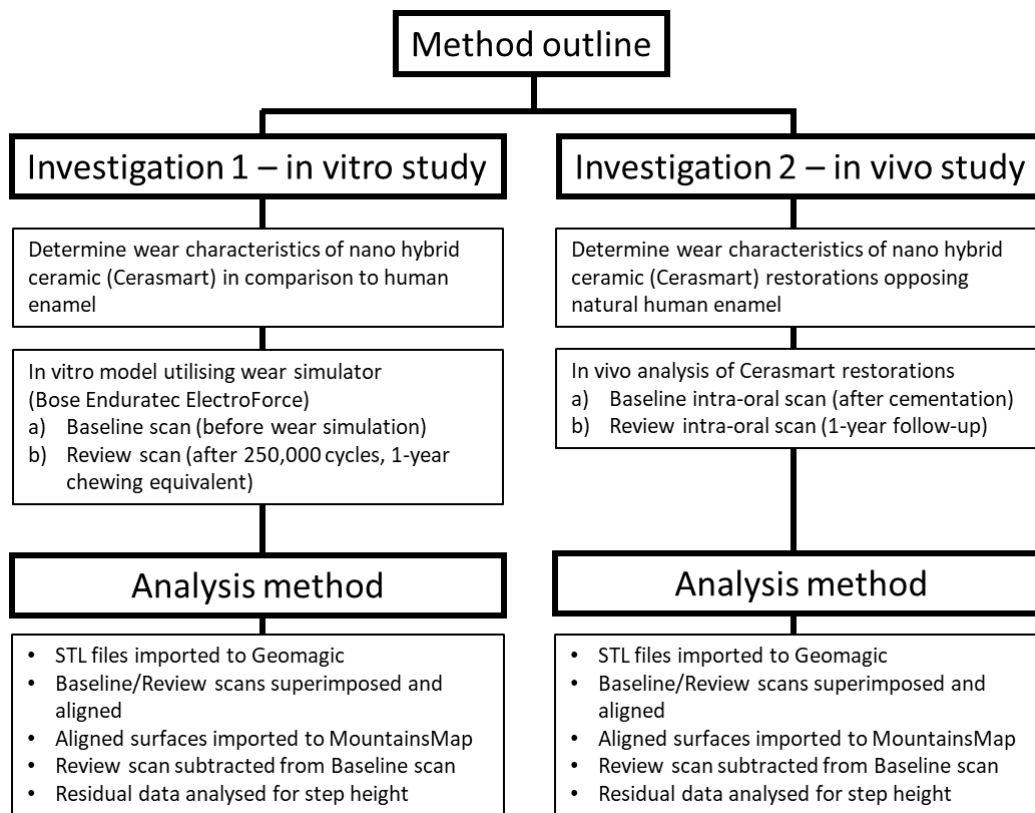 Method outline
Investigation 1 – in vitro study
Determine wear characteristics of nano hybrid
ceramic (Cerasmart) in comparison to human
enamel
In vitro model utilising wear simulator
(Bose Enduratec ElectroForce)
a) Baseline scan (before wear simulation)
b) Review scan (after 250,000 cycles, 1-year
chewing equivalent)
Analysis method
• STL files imported to Geomagic
• Baseline/Review scans superimposed and
aligned
• Aligned surfaces imported to MountainsMap
• Review scan subtracted from Baseline scan
• Residual data analysed for step height
Investigation 2 – in vivo study
Determine wear characteristics of nano hybrid
ceramic (Cerasmart) restorations opposing
natural human enamel
In vivo analysis of Cerasmart restorations
a) Baseline intra-oral scan (after cementation)
b) Review intra-oral scan (1-year follow-up)
Analysis method
• STL files imported to Geomagic
• Baseline/Review scans superimposed and
aligned
• Aligned surfaces imported to MountainsMap
• Review scan subtracted from Baseline scan
• Residual data analysed for step height